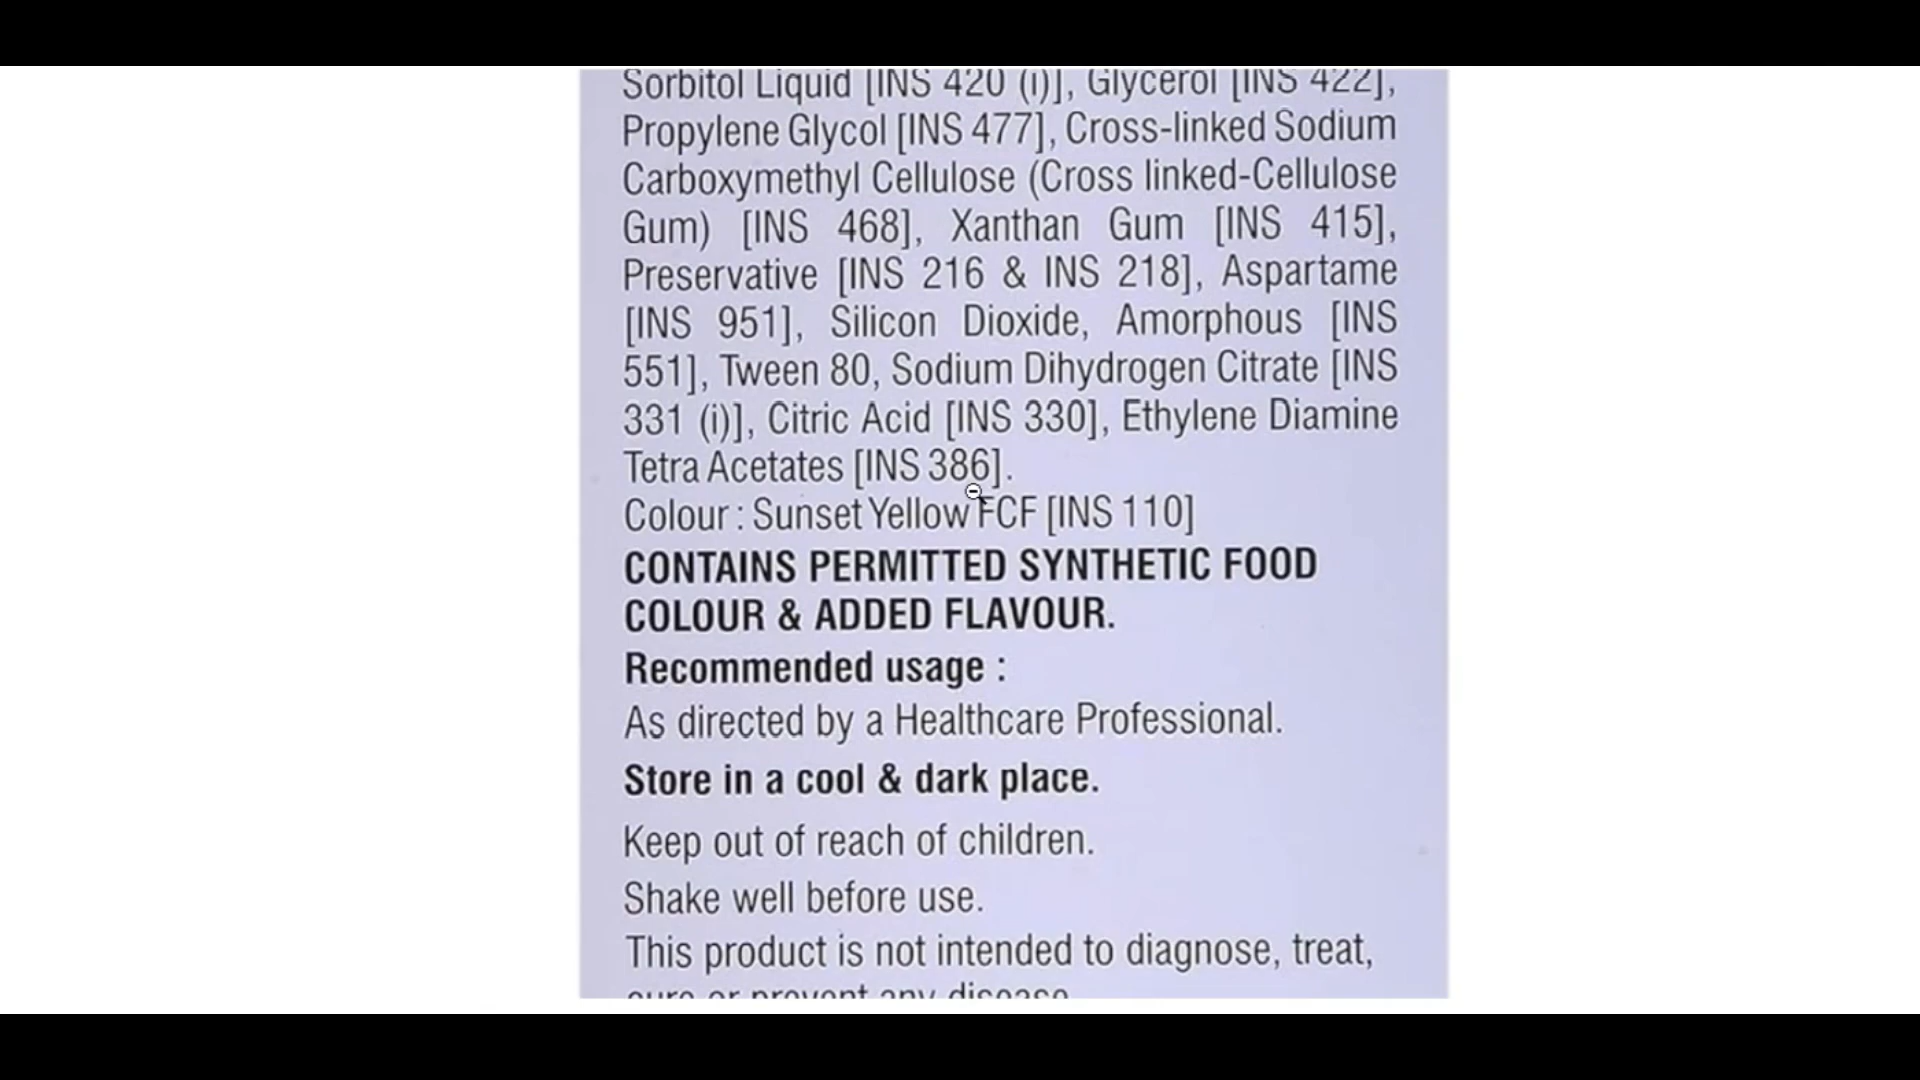 Sorbitol Liquid [INS 420 (i)], Glycerol [INS 422],
Propylene Glycol [INS 477], Cross-linked Sodium
Carboxymethyl Cellulose (Cross linked-Cellulose
Gum) [INS 468], Xanthan Gum [INS 415],
Preservative [INS 216 & INS 218], Aspartame
[INS 951], Silicon Dioxide, Amorphous [INS
551], Tween 80, Sodium Dihydrogen Citrate [INS
331 (i)], Citric Acid [INS 330], Ethylene Diamine
Tetra Acetates [INS 386].
Colour : Sunset Yellow FCF [INS 110]
CONTAINS PERMITTED SYNTHETIC FOOD
COLOUR & ADDED FLAVOUR.
Recommended usage :
As directed by a Healthcare Professional.
Store in a cool & dark place.
Keep out of reach of children.
Shake well before use.
This product is not intended to diagnose, treat,
cure or prevent any disease